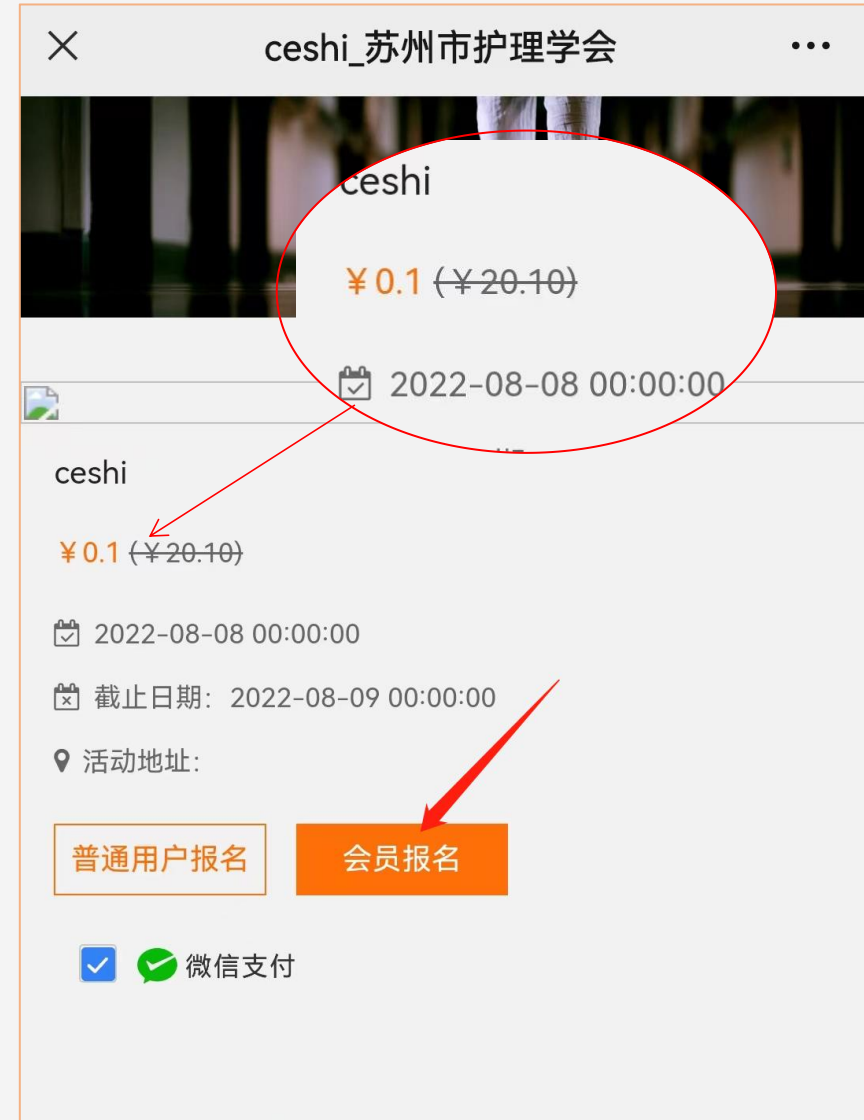 ceshi_苏州市护理学会
ceshi
￥0.1 (￥20.10)
2022-08-08 00:00:00
ceshi
￥0.1 (￥20.10)
2022-08-08 00:00:00
截止日期：2022-08-09 00:00:00
活动地址：
普通用户报名
会员报名
微信支付